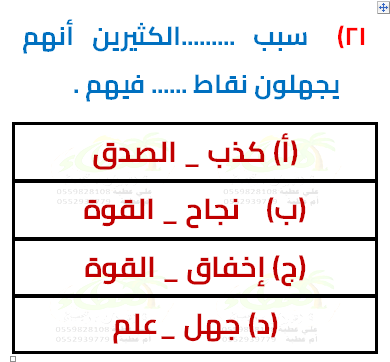 ٢١) سبب .........الكثيرين أنهم
يجهلون نقاط ...... فيهم .
(أ) كذب _ الصدق
(ب) نجاح _ القوة
(ج) إخفاق _ القوة
(د) جهل _ علم